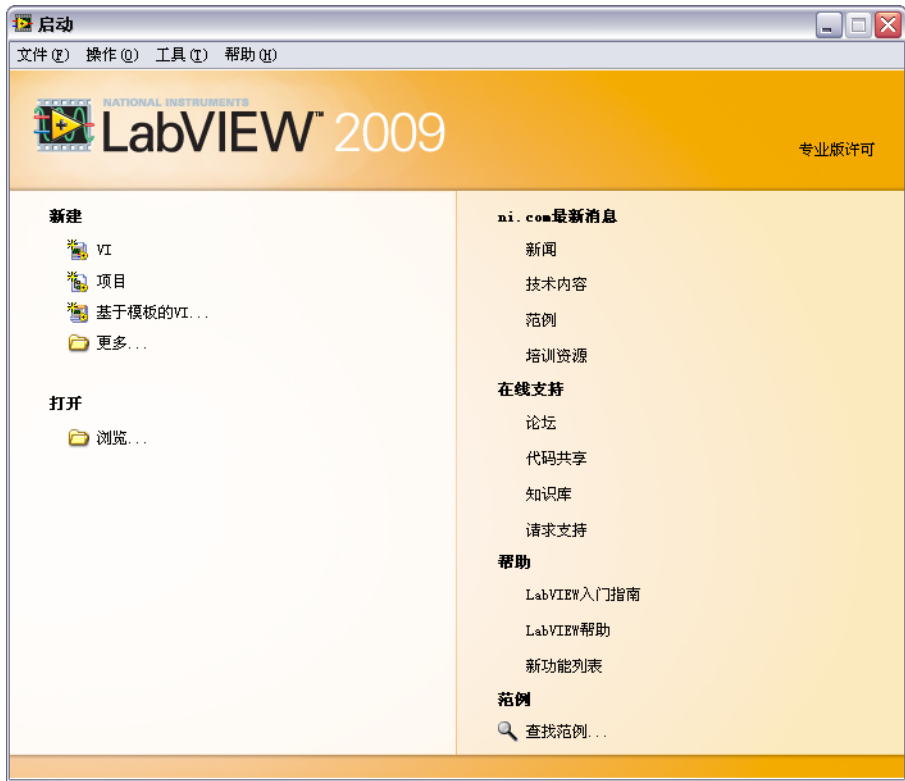 启动
文件(F) 操作(O) 工具(T) 帮助(H)
NATIONAL INSTRUMENTS
LabVIEW™ 2009
专业版许可
新建
VI
项目
基于模板的VI...
更多...
打开
浏览...
ni.com最新消息
新闻
技术内容
范例
培训资源
在线支持
论坛
代码共享
知识库
请求支持
帮助
LabVIEW入门指南
LabVIEW帮助
新功能列表
范例
查找范例...